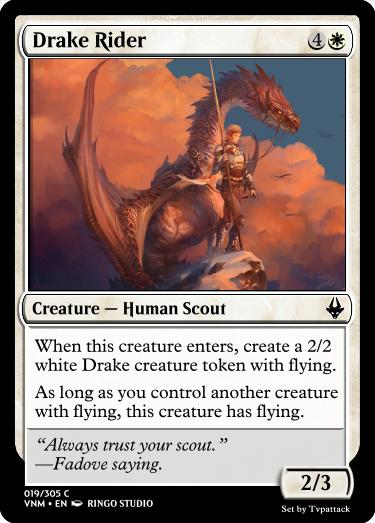 Drake Rider 4
Creature — Human Scout
When this creature enters, create a 2/2
white Drake creature token with flying.
As long as you control another creature
with flying, this creature has flying.
“Always trust your scout.”
—Fadove saying.
2/3
019/305 C
VNM • EN RINGO STUDIO
Set by Tvpattack